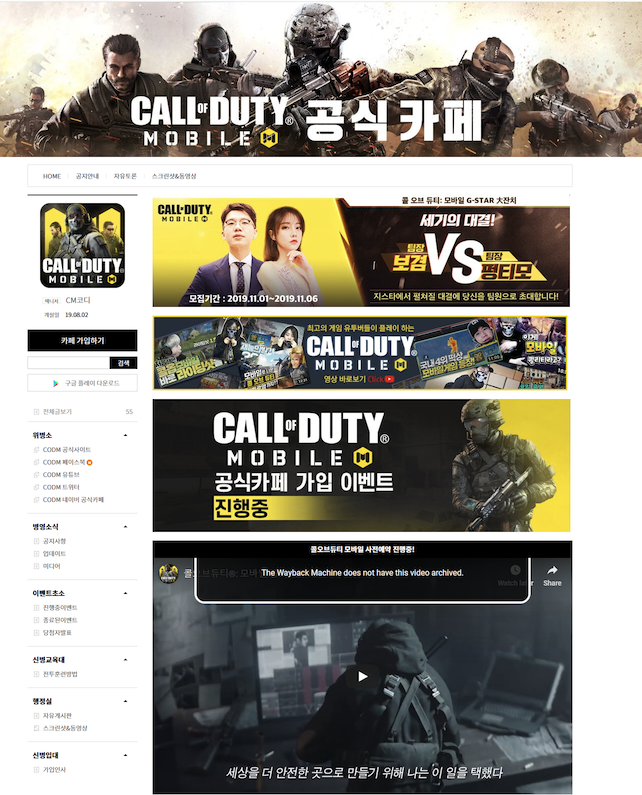 CALL OF DUTY® 공식 카페
MOBILE
HOME 공지안내 자유토론 스크린샷&동영상
CALL OF DUTY
MOBILE
매니저 CM코디
개설일 19.08.02
카페 가입하기
검색
구글 플레이 다운로드
전체글보기 55
위병소
CODM 공식사이트
CODM 페이스북
CODM 유튜브
CODM 트위터
CODM 네이버 공식카페
병영소식
공지사항
업데이트
미디어
이벤트초소
진행중이벤트
종료된이벤트
당첨자발표
신병교육대
전투훈련방법
행정실
자유게시판
스크린샷&동영상
신병입대
가입인사
CALL OF DUTY
MOBILE
콜 오브 듀티: 모바일 G-STAR 大잔치
세기의 대결!
팀장 보겸 VS 팀장 평티모
모집기간 : 2019.11.01~2019.11.06
지스타에서 펼쳐질 대결에 당신을 팀원으로 초대합니다!
최고의 게임 유투버들이 플레이 하는
CALL OF DUTY®
MOBILE
영상 바로보기 Click
CALL OF DUTY®
MOBILE
공식카페 가입 이벤트
진행중
콜오브듀티 모바일 사전예약 진행중!
The Wayback Machine does not have this video archived.
Watch later
Share
세상을 더 안전한 곳으로 만들기 위해 나는 이 일을 택했다